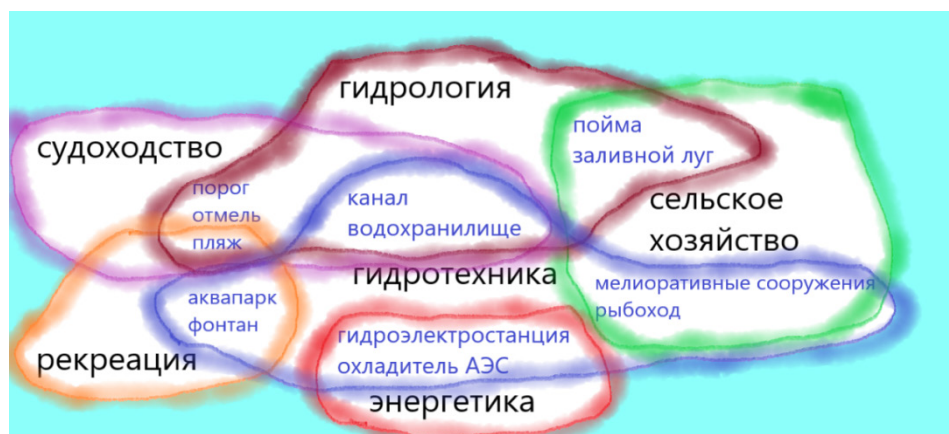 гидрология
пойма
заливной луг
судоходство
порог
отмель
пляж
канал
водохранилище
сельское
хозяйство
гидротехника
мелиоративные сооружения
рыбоход
аквапарк
фонтан
рекреация
гидроэлектростанция
охладитель АЭС
энергетика